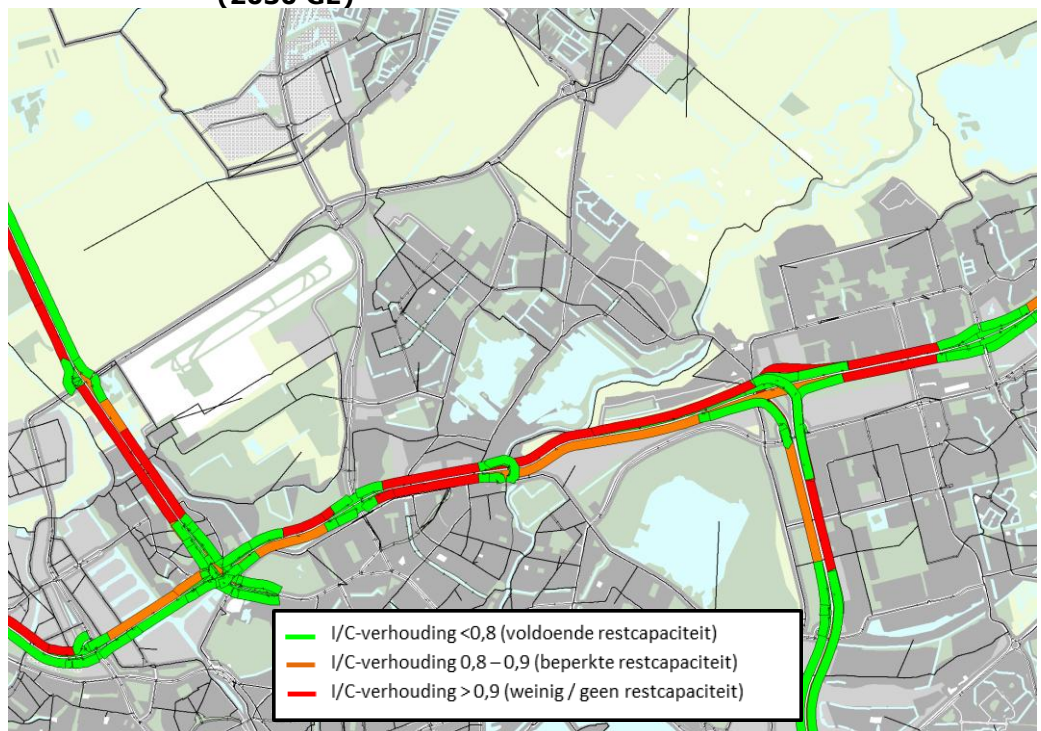 I/C-verhouding <0,8 (voldoende restcapaciteit)
I/C-verhouding 0,8 – 0,9 (beperkte restcapaciteit)
I/C-verhouding > 0,9 (weinig / geen restcapaciteit)